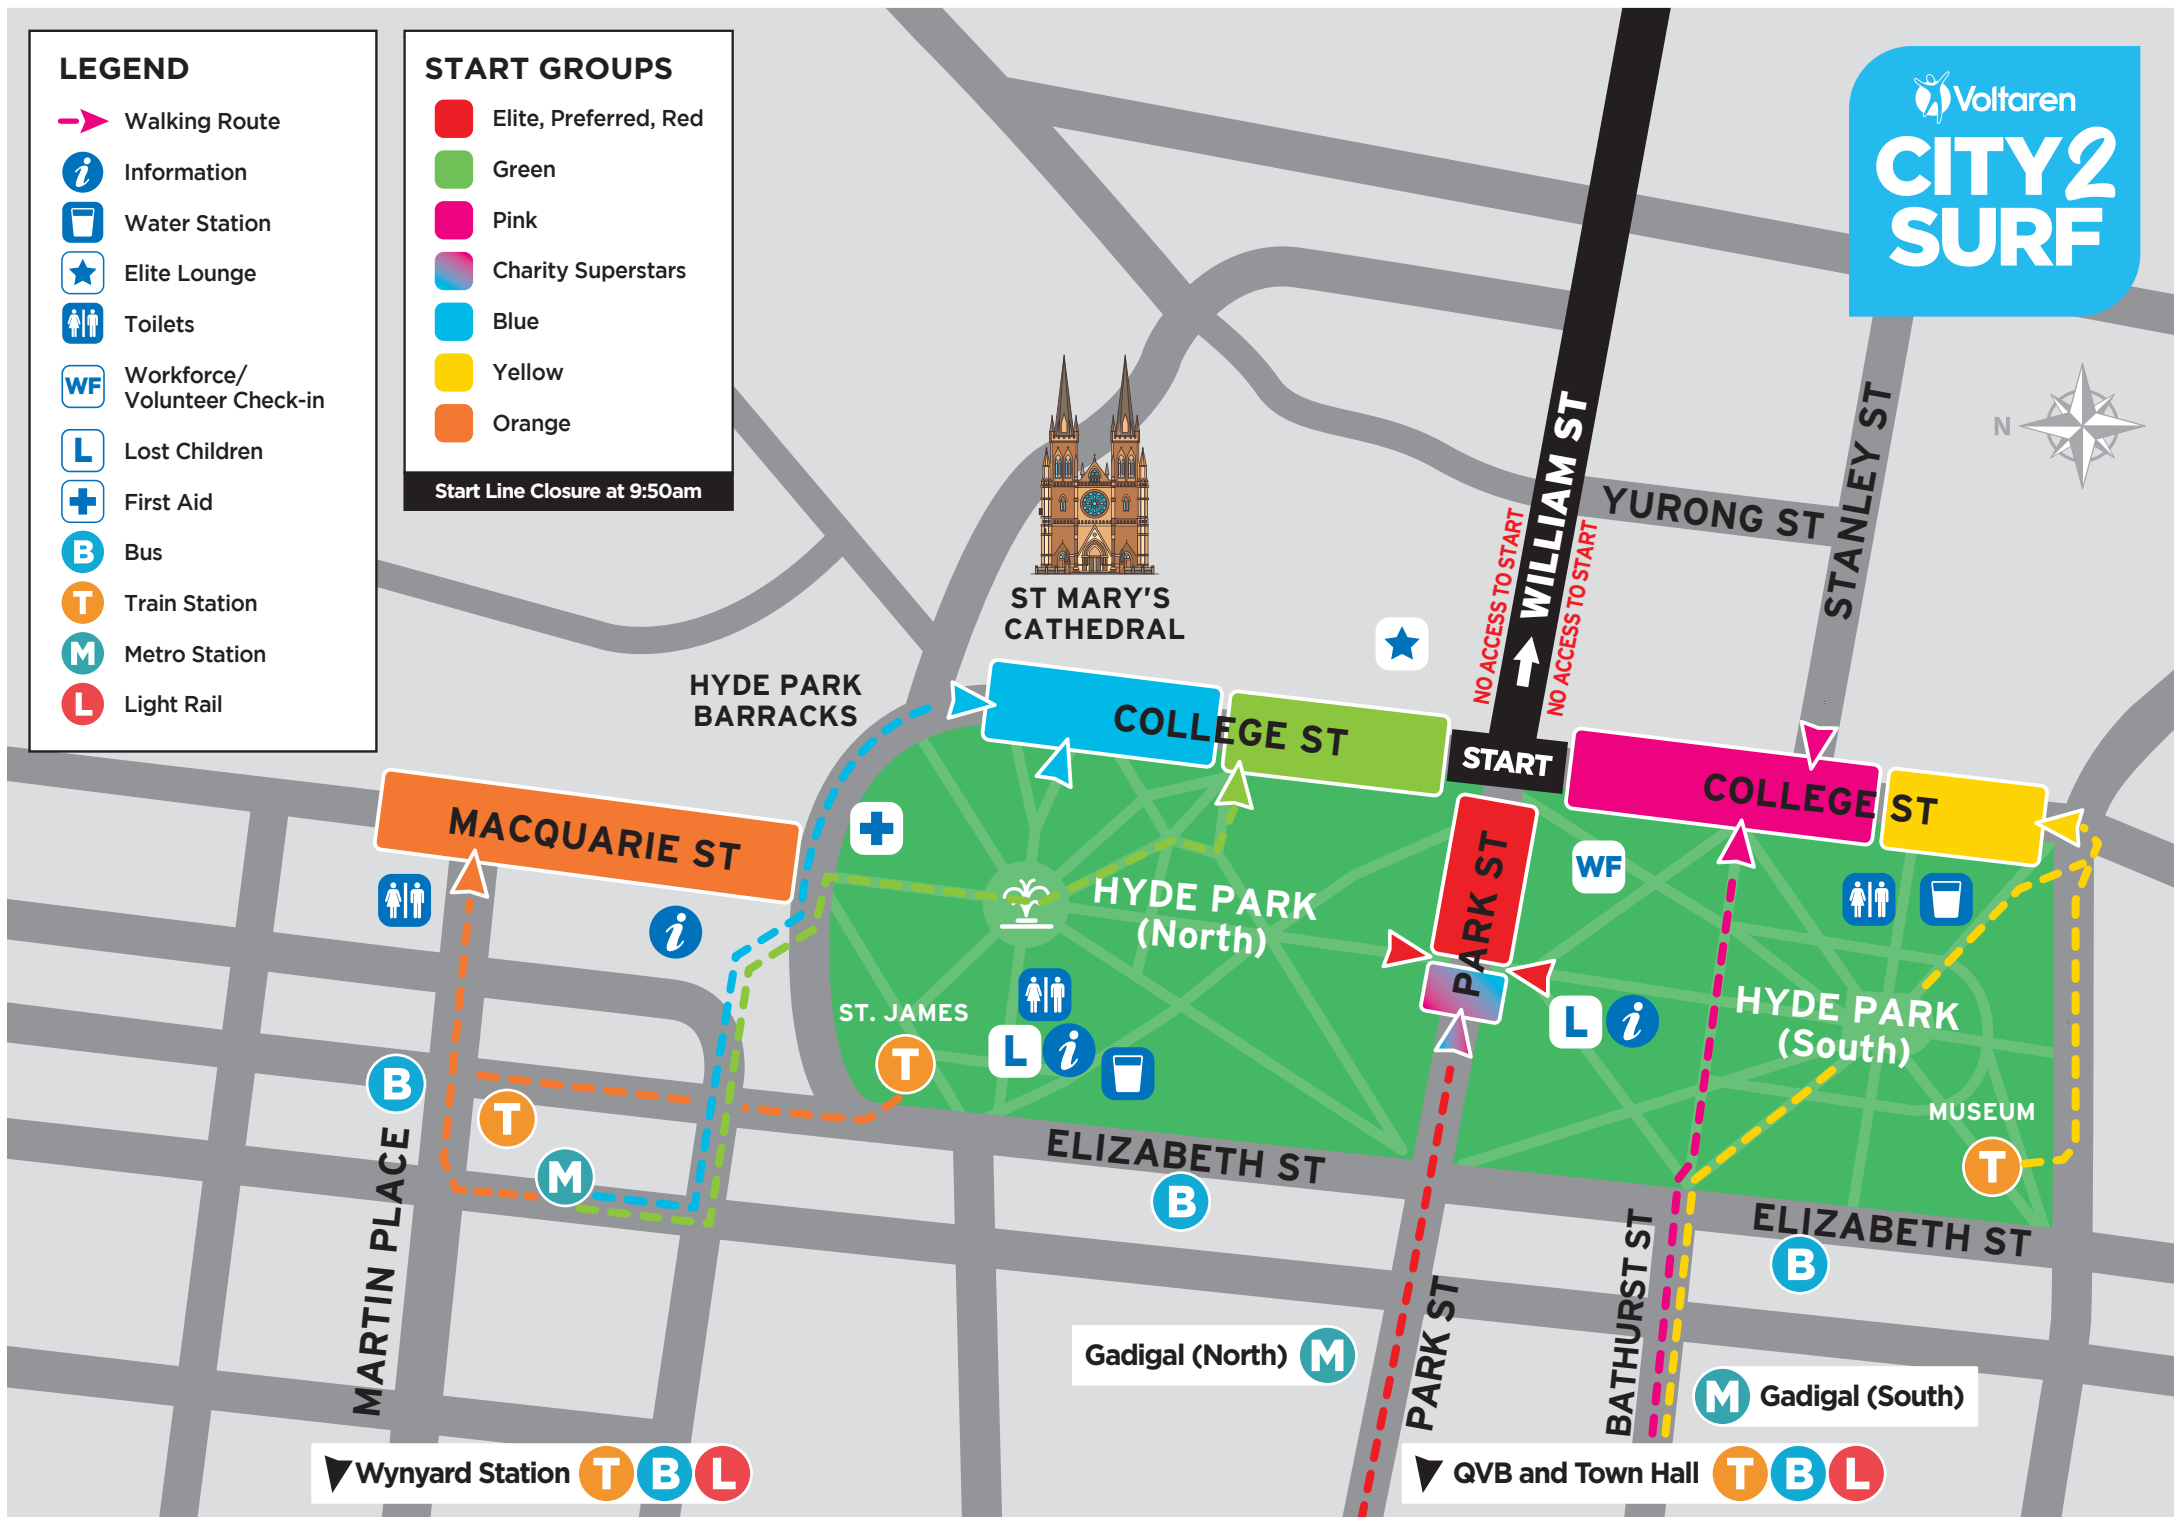 LEGEND
Walking Route
Information
Water Station
Elite Lounge
Toilets
WF
Workforce/
Volunteer Check-in
L
Lost Children
First Aid
B
Bus
T
Train Station
M
Metro Station
L
Light Rail
START GROUPS
Elite, Preferred, Red
Green
Pink
Charity Superstars
Blue
Yellow
Orange
Start Line Closure at 9:50am
Voltaren
CITY2
SURF
N
WILLIAM ST
NO ACCESS TO START
NO ACCESS TO START
YURONG ST
STANLEY ST
ST MARY'S
CATHEDRAL
HYDE PARK
BARRACKS
COLLEGE ST
START
COLLEGE ST
MACQUARIE ST
PARK ST
WF
HYDE PARK
(North)
HYDE PARK
(South)
ST. JAMES
T
L
i
L
i
i
MUSEUM
T
B
T
M
MARTIN PLACE
ELIZABETH ST
B
ELIZABETH ST
B
BATHURST ST
PARK ST
Gadigal (North) M
M Gadigal (South)
Wynyard Station T B L
QVB and Town Hall T B L